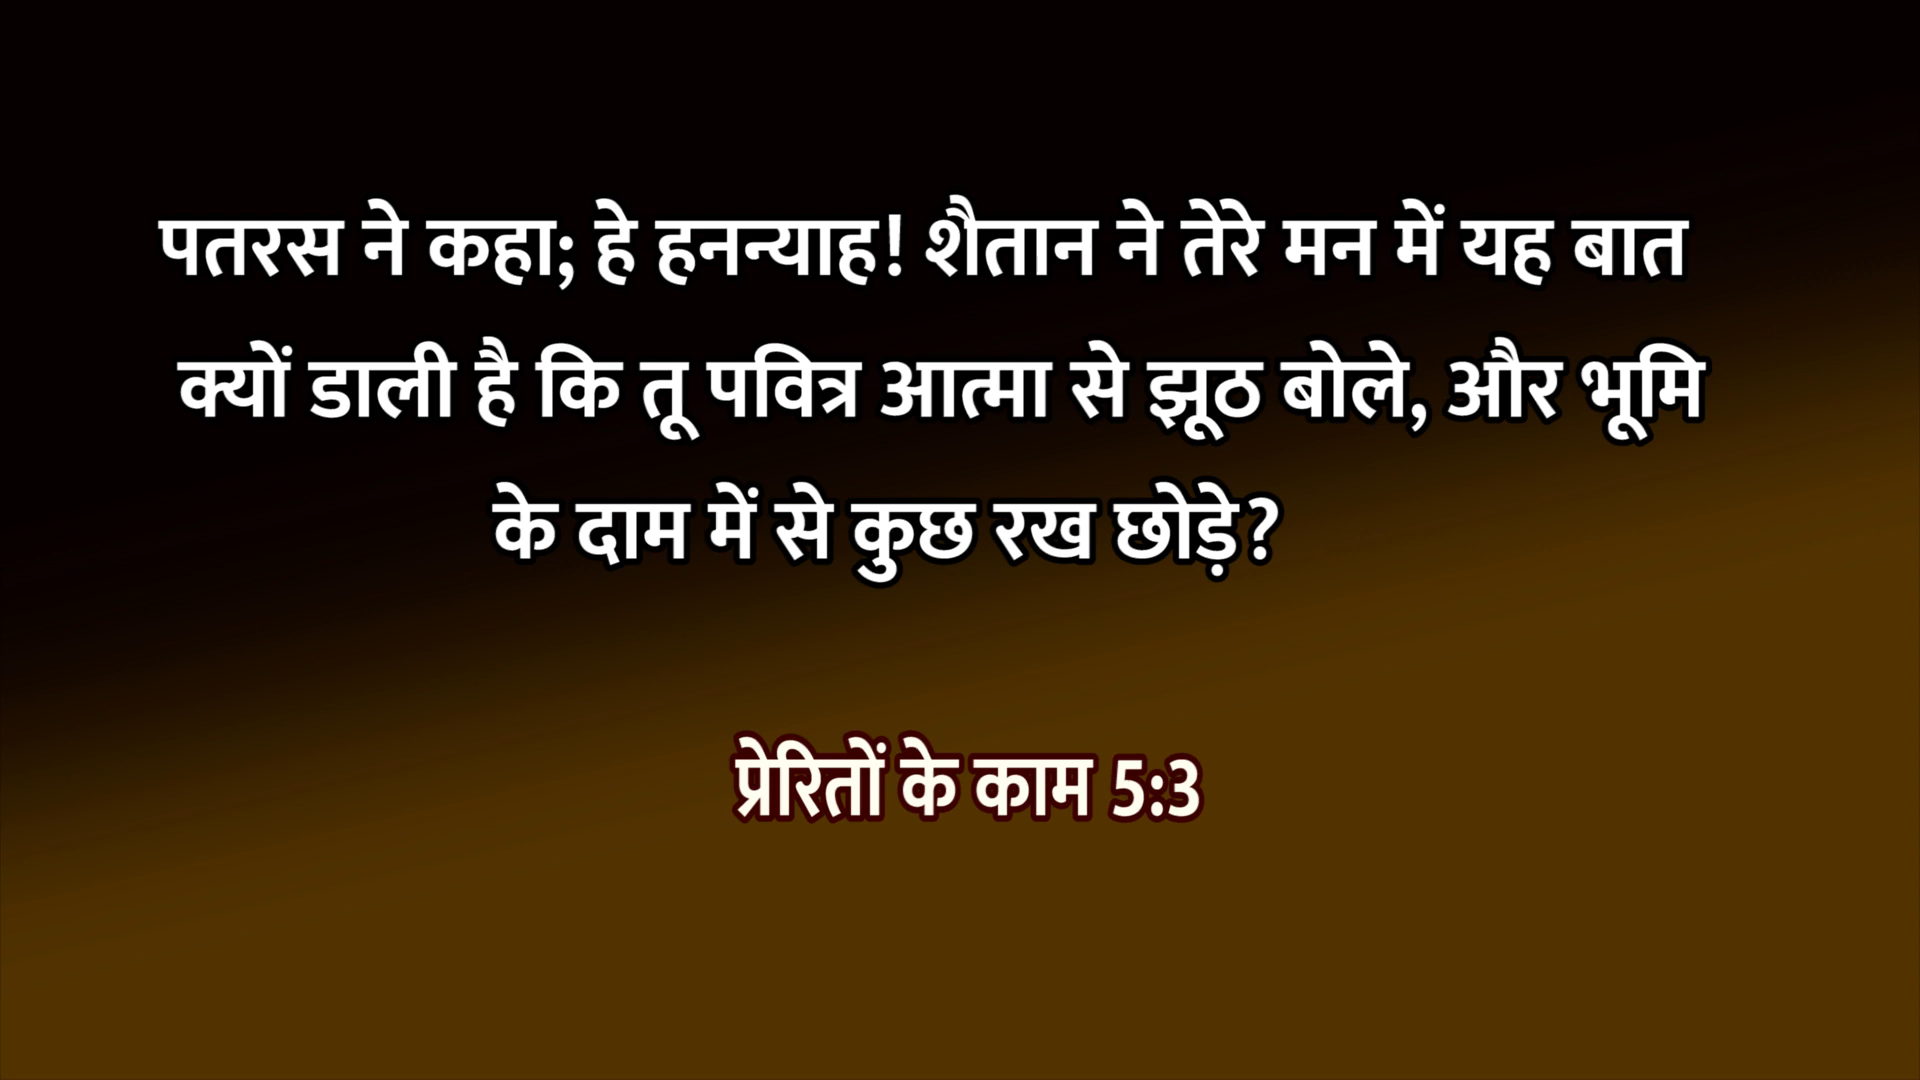 पतरस ने कहा; हे हनन्याह! शैतान ने तेरे मन में यह बात
क्यों डाली है कि तू पवित्र आत्मा से झूठ बोले, और भूमि
के दाम में से कुछ रख छोड़े?
प्रेरितों के काम 5:3